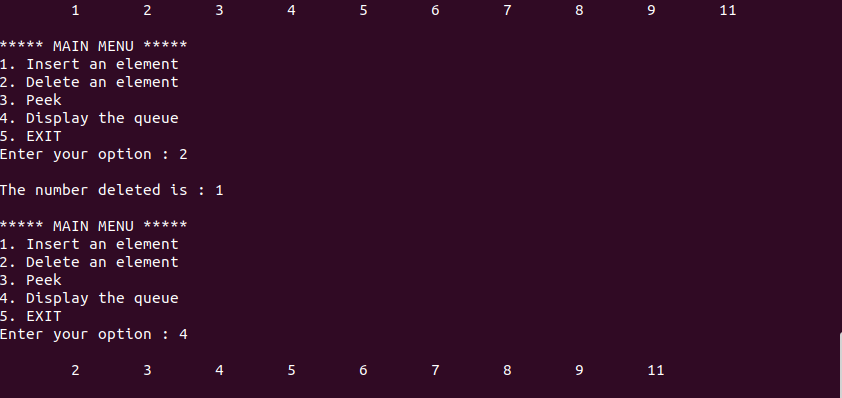 1 2 3 4 5 6 7 8 9 11
***** MAIN MENU *****
1. Insert an element
2. Delete an element
3. Peek
4. Display the queue
5. EXIT
Enter your option : 2
The number deleted is : 1
***** MAIN MENU *****
1. Insert an element
2. Delete an element
3. Peek
4. Display the queue
5. EXIT
Enter your option : 4
2 3 4 5 6 7 8 9 11